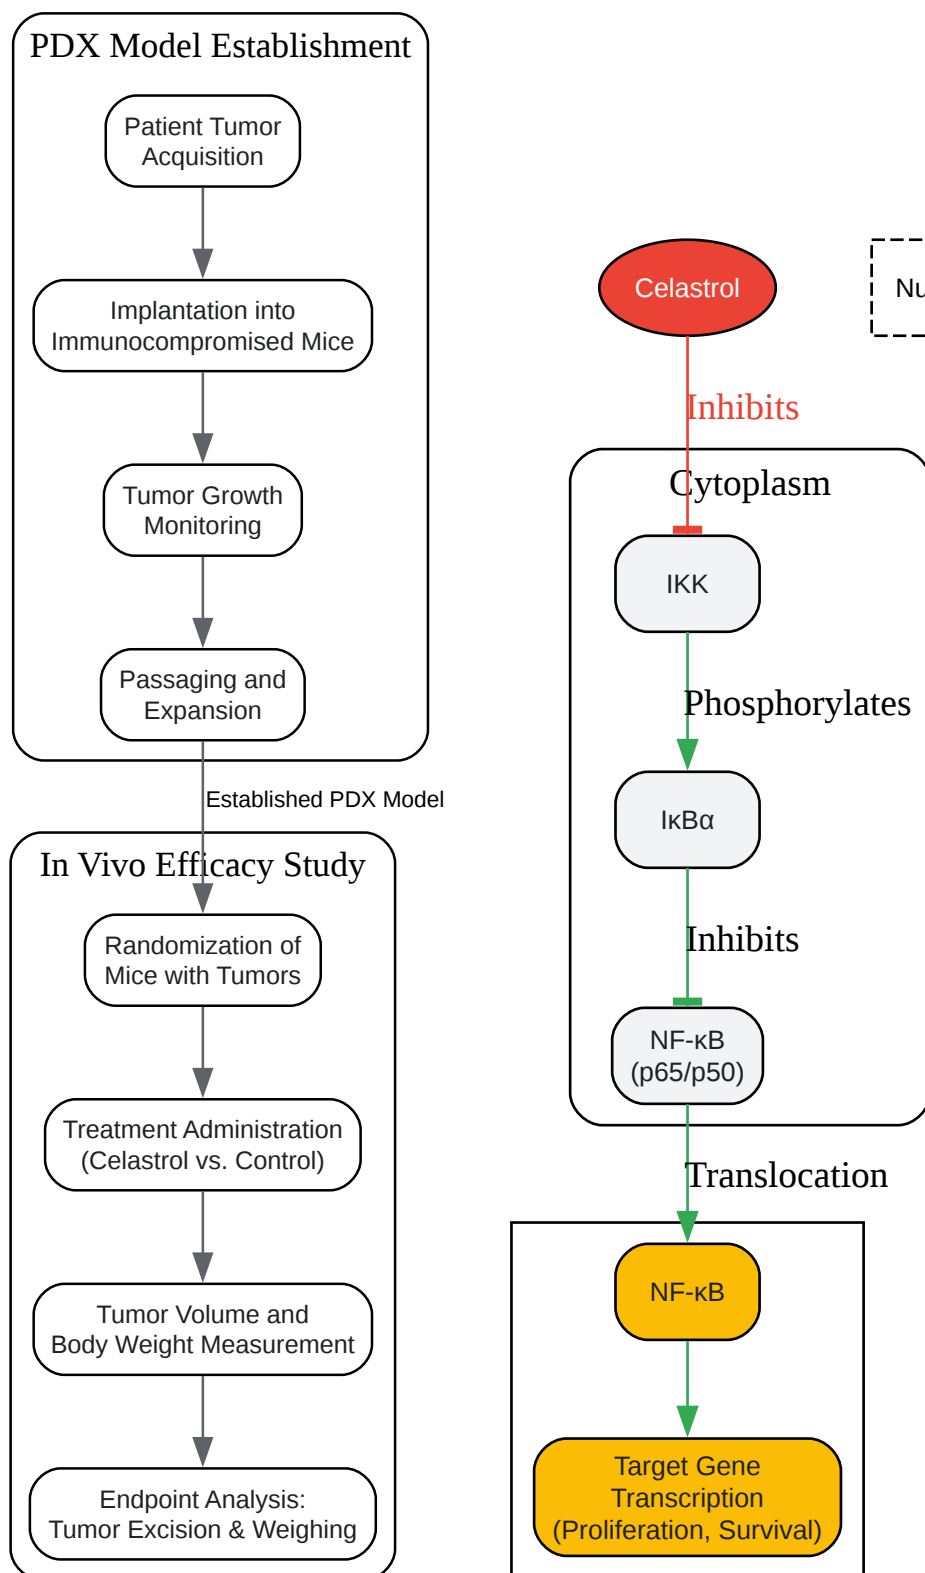 PDX Model Establishment
Patient Tumor
Acquisition
Implantation into
Immunocompromised Mice
Tumor Growth
Monitoring
Passaging and
Expansion
Established PDX Model
In Vivo Efficacy Study
Randomization of
Mice with Tumors
Treatment Administration
(Celastrol vs. Control)
Tumor Volume and
Body Weight Measurement
Endpoint Analysis:
Tumor Excision & Weighing
Celastrol
Nu
Inhibits
Cytoplasm
IKK
Phosphorylates
IκBα
Inhibits
NF-κB
(p65/p50)
Translocation
NF-κB
Target Gene
Transcription
(Proliferation, Survival)